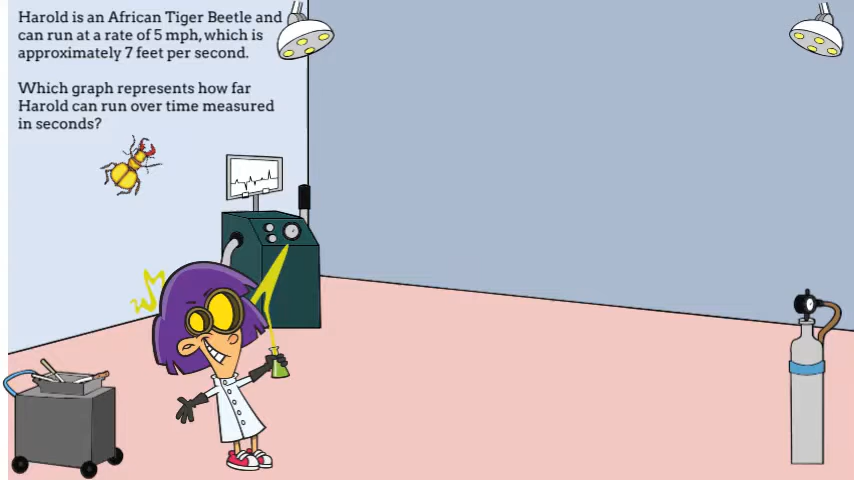 Harold is an African Tiger Beetle and
can run at a rate of 5 mph, which is
approximately 7 feet per second.
Which graph represents how far
Harold can run over time measured
in seconds?